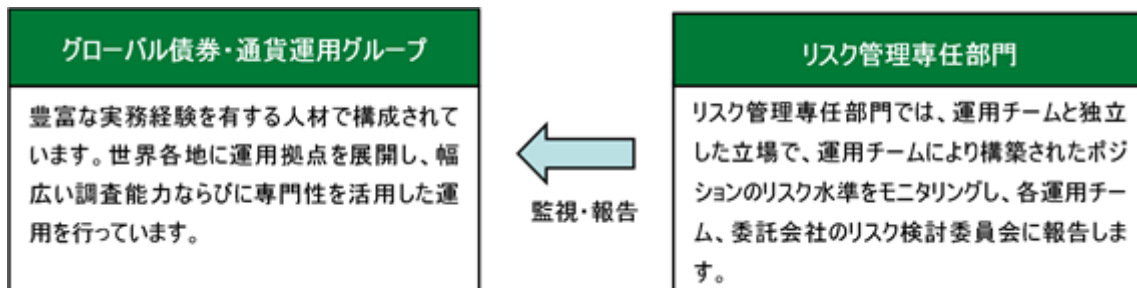 グローバル債券・通貨運用グループ
豊富な実務経験を有する人材で構成されて
います。世界各地に運用拠点を展開し、幅
広い調査能力ならびに専門性を活用した運
用を行っています。
監視・報告
リスク管理専任部門
リスク管理専任部門では、運用チームと独立
した立場で、運用チームにより構築されたポジ
ションのリスク水準をモニタリングし、各運用チー
ム、委託会社のリスク検討委員会に報告しま
す。